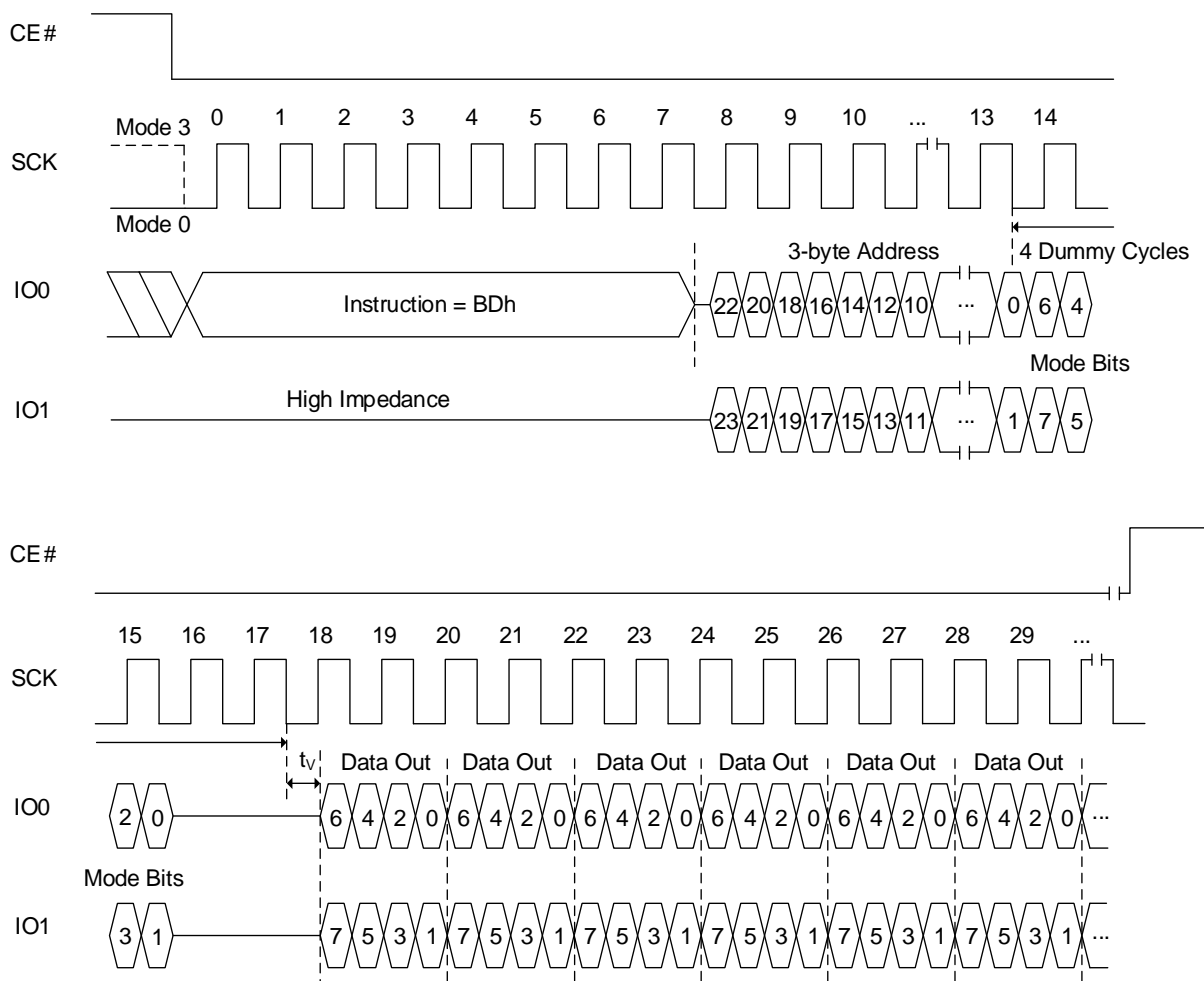 CE#
0 1 2 3 4 5 6 7 8 9 10 ... 13 14
Mode 3
SCK
Mode 0
3-byte Address 4 Dummy Cycles
IO0 Instruction = BDh 22 20 18 16 14 12 10 ... 0 6 4
Mode Bits
IO1 High Impedance 23 21 19 17 15 13 11 ... 1 7 5
CE#
15 16 17 18 19 20 21 22 23 24 25 26 27 28 29 ...
SCK
tV Data Out Data Out Data Out Data Out Data Out Data Out
IO0 2 0 6 4 2 0 6 4 2 0 6 4 2 0 6 4 2 0 6 4 2 0 6 4 2 0 ...
Mode Bits
IO1 3 1 7 5 3 1 7 5 3 1 7 5 3 1 7 5 3 1 7 5 3 1 7 5 3 1 ...